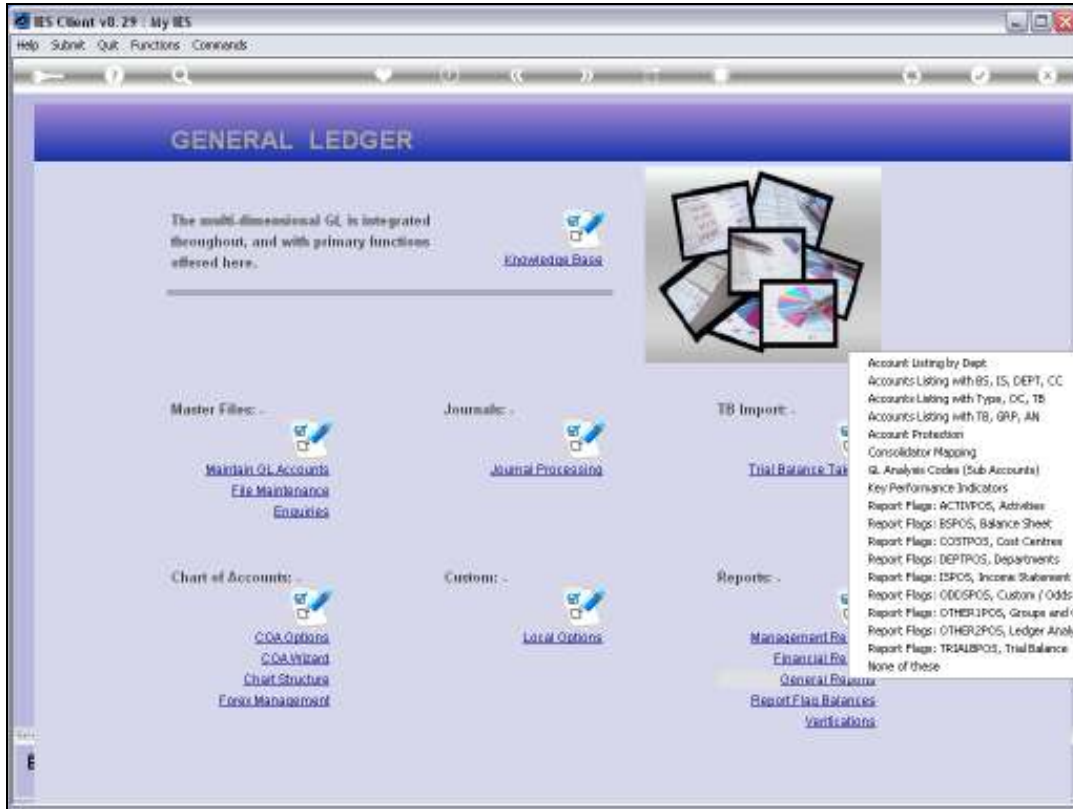 IES Client v8.29 : My IES
Help Submit Quit Functions Commands
GENERAL LEDGER
The multi-dimensional GL is integrated
throughout, and with primary functions
offered here.
Knowledge Base
Master Files: .
Journals: .
TB Import: .
Maintain GL Accounts
File Maintenance
Enquiries
Journal Processing
Trial Balance Tak
Chart of Accounts: .
Custom: .
Reports: .
COA Options
COA Wizard
Chart Structure
Forex Management
Local Options
Management Re
Financial Re
General Reports
Report Flag Balances
Verifications
Account Listing by Dept
Accounts Listing with BS, IS, DEPT, CC
Accounts Listing with Type, OC, TB
Accounts Listing with TB, GRP, AN
Account Protection
Consolidator Mapping
GL Analysis Codes (Sub Accounts)
Key Performance Indicators
Report Flags: ACTIVPOS, Activities
Report Flags: BSPOS, Balance Sheet
Report Flags: COSTPOS, Cost Centres
Report Flags: DEPTPOS, Departments
Report Flags: ISPOS, Income Statement
Report Flags: ODDSPOS, Custom / Odds
Report Flags: OTHER1POS, Groups and
Report Flags: OTHER2POS, Ledger Analy
Report Flags: TRIALBPOS, Trial Balance
None of these